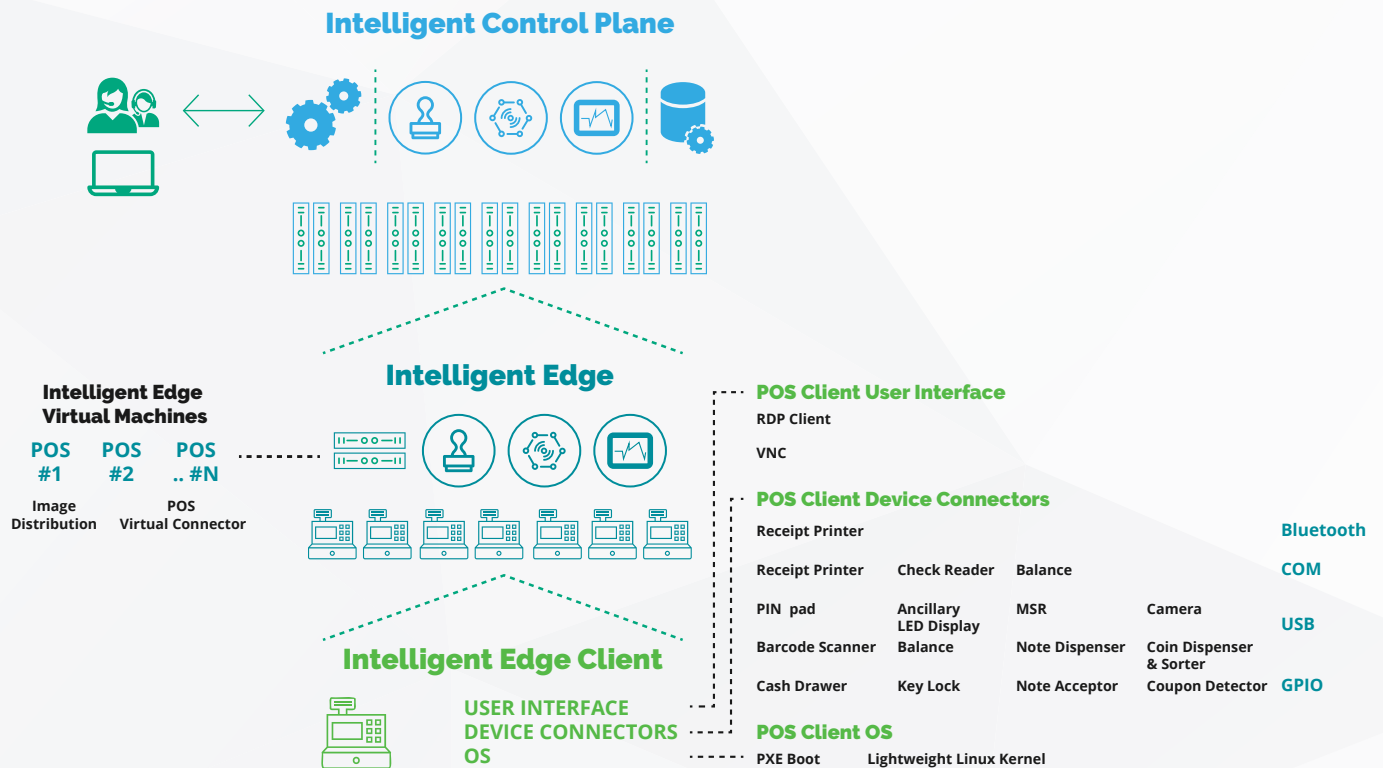 Intelligent Control Plane
Intelligent Edge
Intelligent Edge
Virtual Machines
POS #1
POS #2
POS .. #N
Image
Distribution
POS
Virtual Connector
Intelligent Edge Client
USER INTERFACE
DEVICE CONNECTORS
OS
POS Client User Interface
RDP Client
VNC
POS Client Device Connectors
Receipt Printer Bluetooth
Receipt Printer Check Reader Balance COM
PIN pad Ancillary LED Display MSR Camera
USB
Barcode Scanner Balance Note Dispenser Coin Dispenser & Sorter
Cash Drawer Key Lock Note Acceptor Coupon Detector GPIO
POS Client OS
PXE Boot Lightweight Linux Kernel